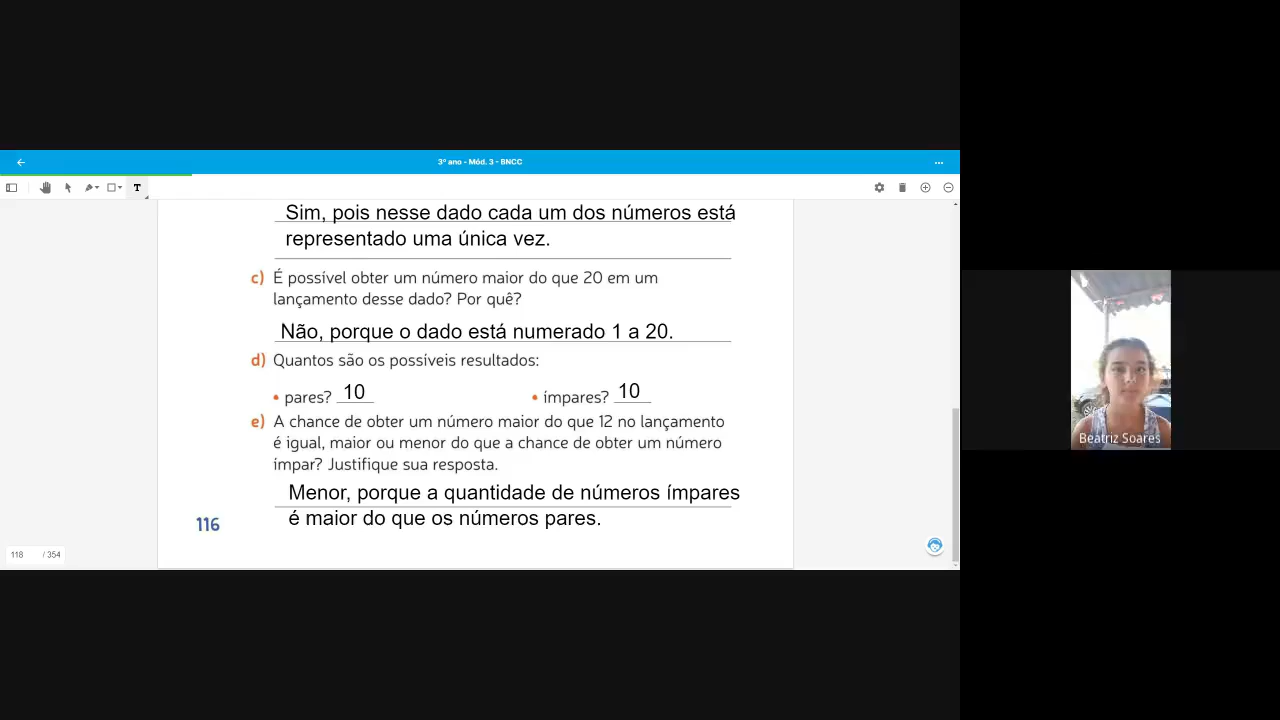 3º ano - Mód. 3 - BNCC
T
Sim, pois nesse dado cada um dos números está
representado uma única vez.
c) É possível obter um número maior do que 20 em um
lançamento desse dado? Por quê?
Não, porque o dado está numerado 1 a 20.
d) Quantos são os possíveis resultados:
• pares? 10 • ímpares? 10
e) A chance de obter um número maior do que 12 no lançamento
é igual, maior ou menor do que a chance de obter um número
ímpar? Justifique sua resposta.
Menor, porque a quantidade de números ímpares
é maior do que os números pares.
116
118 / 354
Beatriz Soares